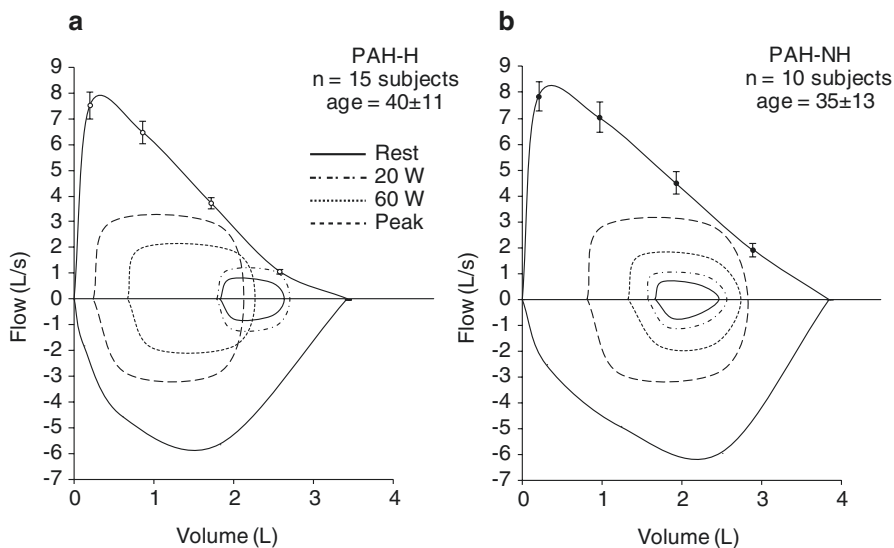 a
PAH-H
n = 15 subjects
age = 40±11
Rest
20 W
60 W
Peak
9
8
7
6
5
4
3
2
1
0
-1
-2
-3
-4
-5
-6
-7
Flow (L/s)
0
1
2
3
4
Volume (L)
b
PAH-NH
n = 10 subjects
age = 35±13
9
8
7
6
5
4
3
2
1
0
-1
-2
-3
-4
-5
-6
-7
Flow (L/s)
0
1
2
3
4
Volume (L)